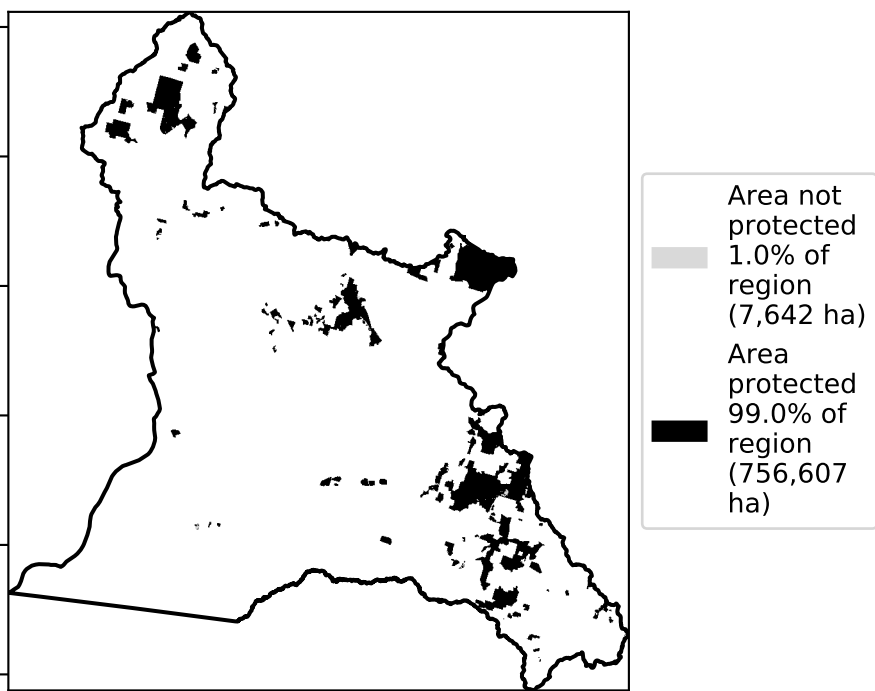 Area not
protected
1.0% of
region
(7,642 ha)
Area
protected
99.0% of
region
(756,607
ha)